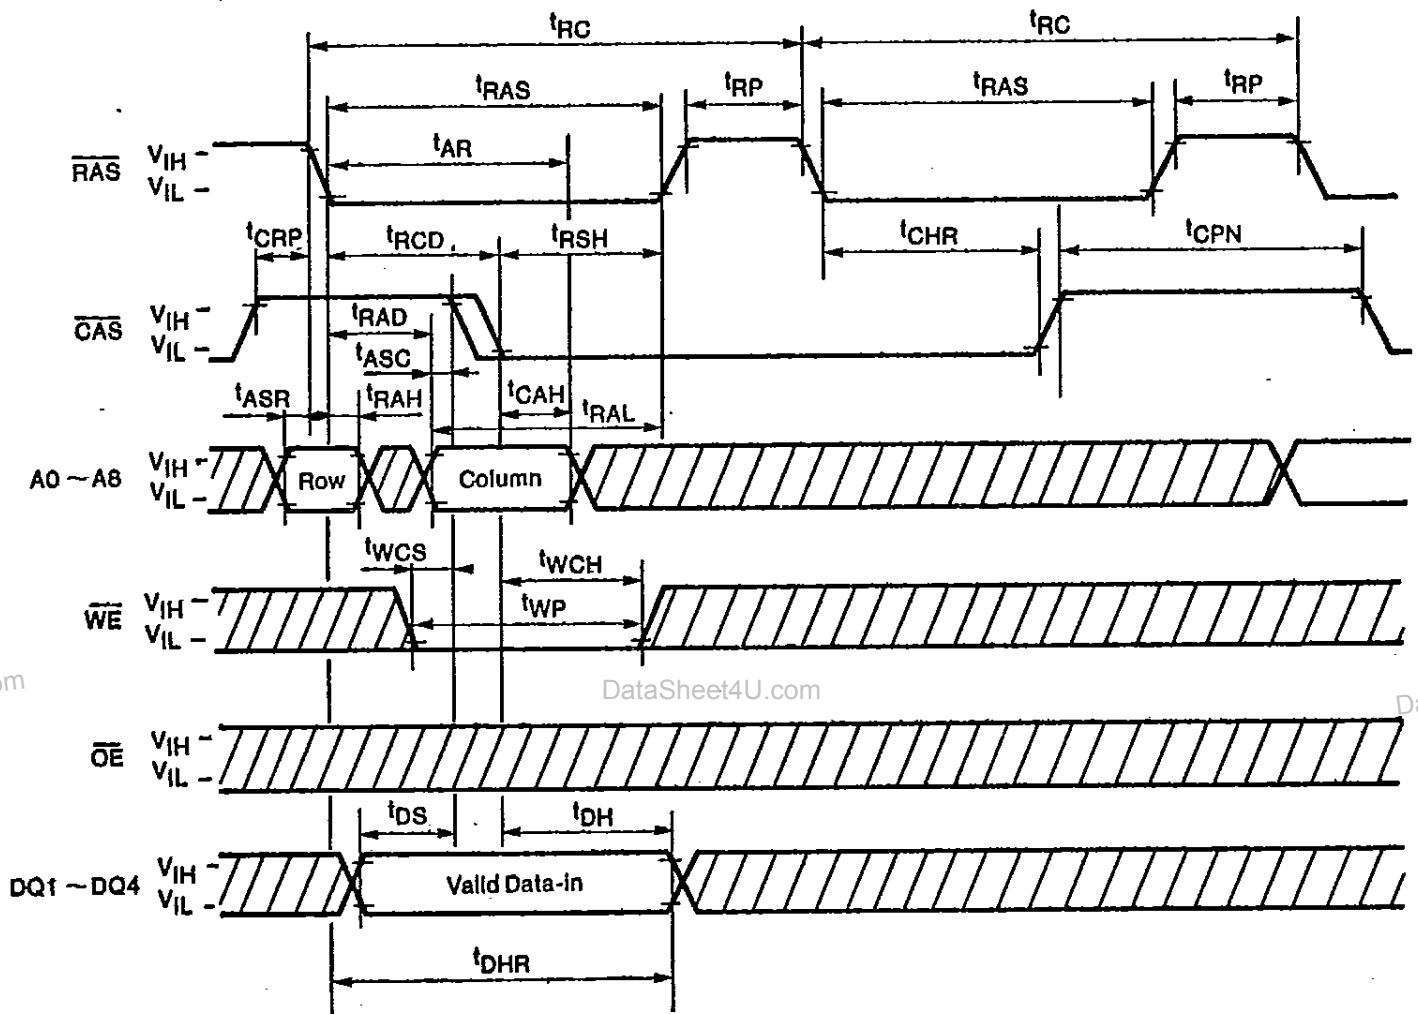 tRC tRC
tRAS tRP tRAS tRP
tAR
RAS VIH
VIL
tCRP tRCD tRSH tCHR tCPN
CAS VIH
VIL
tRAD
tASC
tASR tRAH tCAH
tRAL
A0~A8 VIH
VIL
Row Column
tWCS tWCH
WE VIH
VIL
tWP
om DataSheet4U.com Da
OE VIH
VIL
tDS tDH
DQ1~DQ4 VIH
VIL
Valid Data-in
tDHR